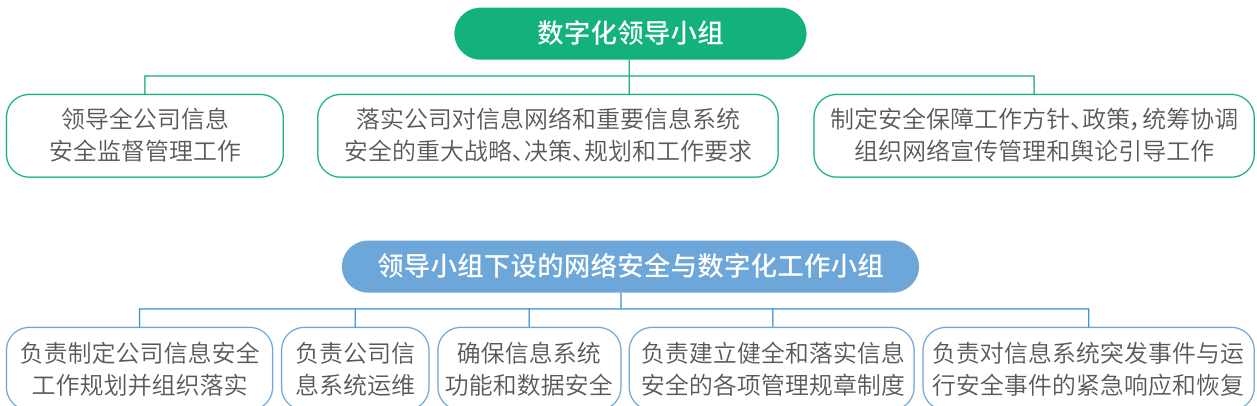 数字化领导小组
领导全公司信息
安全监督管理工作
落实公司对信息网络和重要信息系统
安全的重大战略、决策、规划和工作要求
制定安全保障工作方针、政策，统筹协调
组织网络宣传管理和舆论引导工作
领导小组下设的网络安全与数字化工作小组
负责制定公司信息安全
工作规划并组织落实
负责公司信
息系统运维
确保信息系统
功能和数据安全
负责建立健全和落实信息
安全的各项管理规章制度
负责对信息系统突发事件与运
行安全事件的紧急响应和恢复